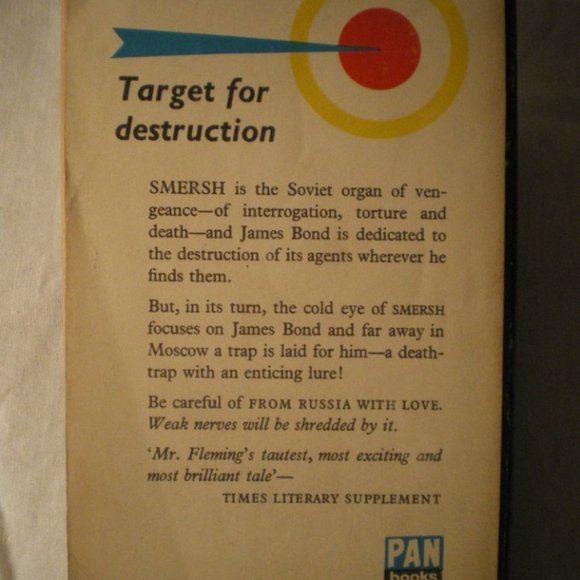 Target for
destruction
SMERSH is the Soviet organ of ven-
geance—of interrogation, torture and
death—and James Bond is dedicated to
the destruction of its agents wherever he
finds them.
But, in its turn, the cold eye of SMERSH
focuses on James Bond and far away in
Moscow a trap is laid for him—a death-
trap with an enticing lure!
Be careful of FROM RUSSIA WITH LOVE.
Weak nerves will be shredded by it.
'Mr. Fleming's tautest, most exciting and
most brilliant tale'—
TIMES LITERARY SUPPLEMENT
PAN
books